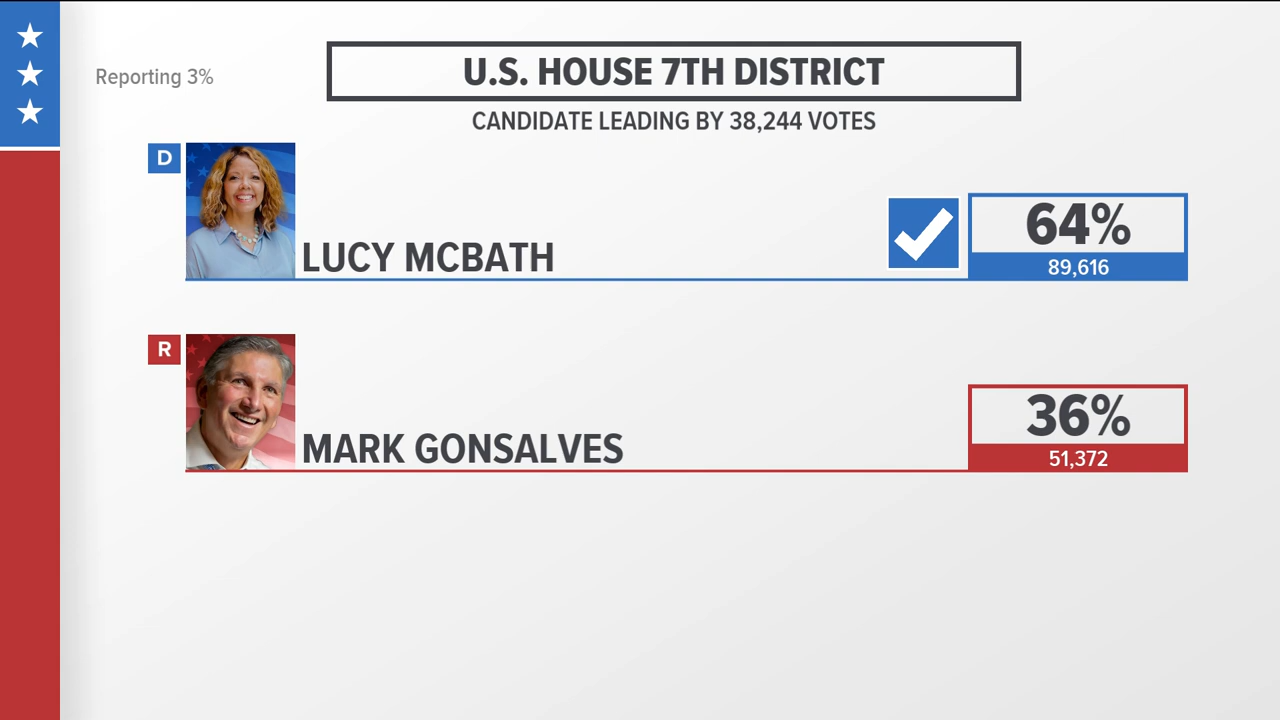 Reporting 3%
U.S. HOUSE 7TH DISTRICT
CANDIDATE LEADING BY 38,244 VOTES
D
LUCY MCBATH
64%
89,616
R
MARK GONSALVES
36%
51,372